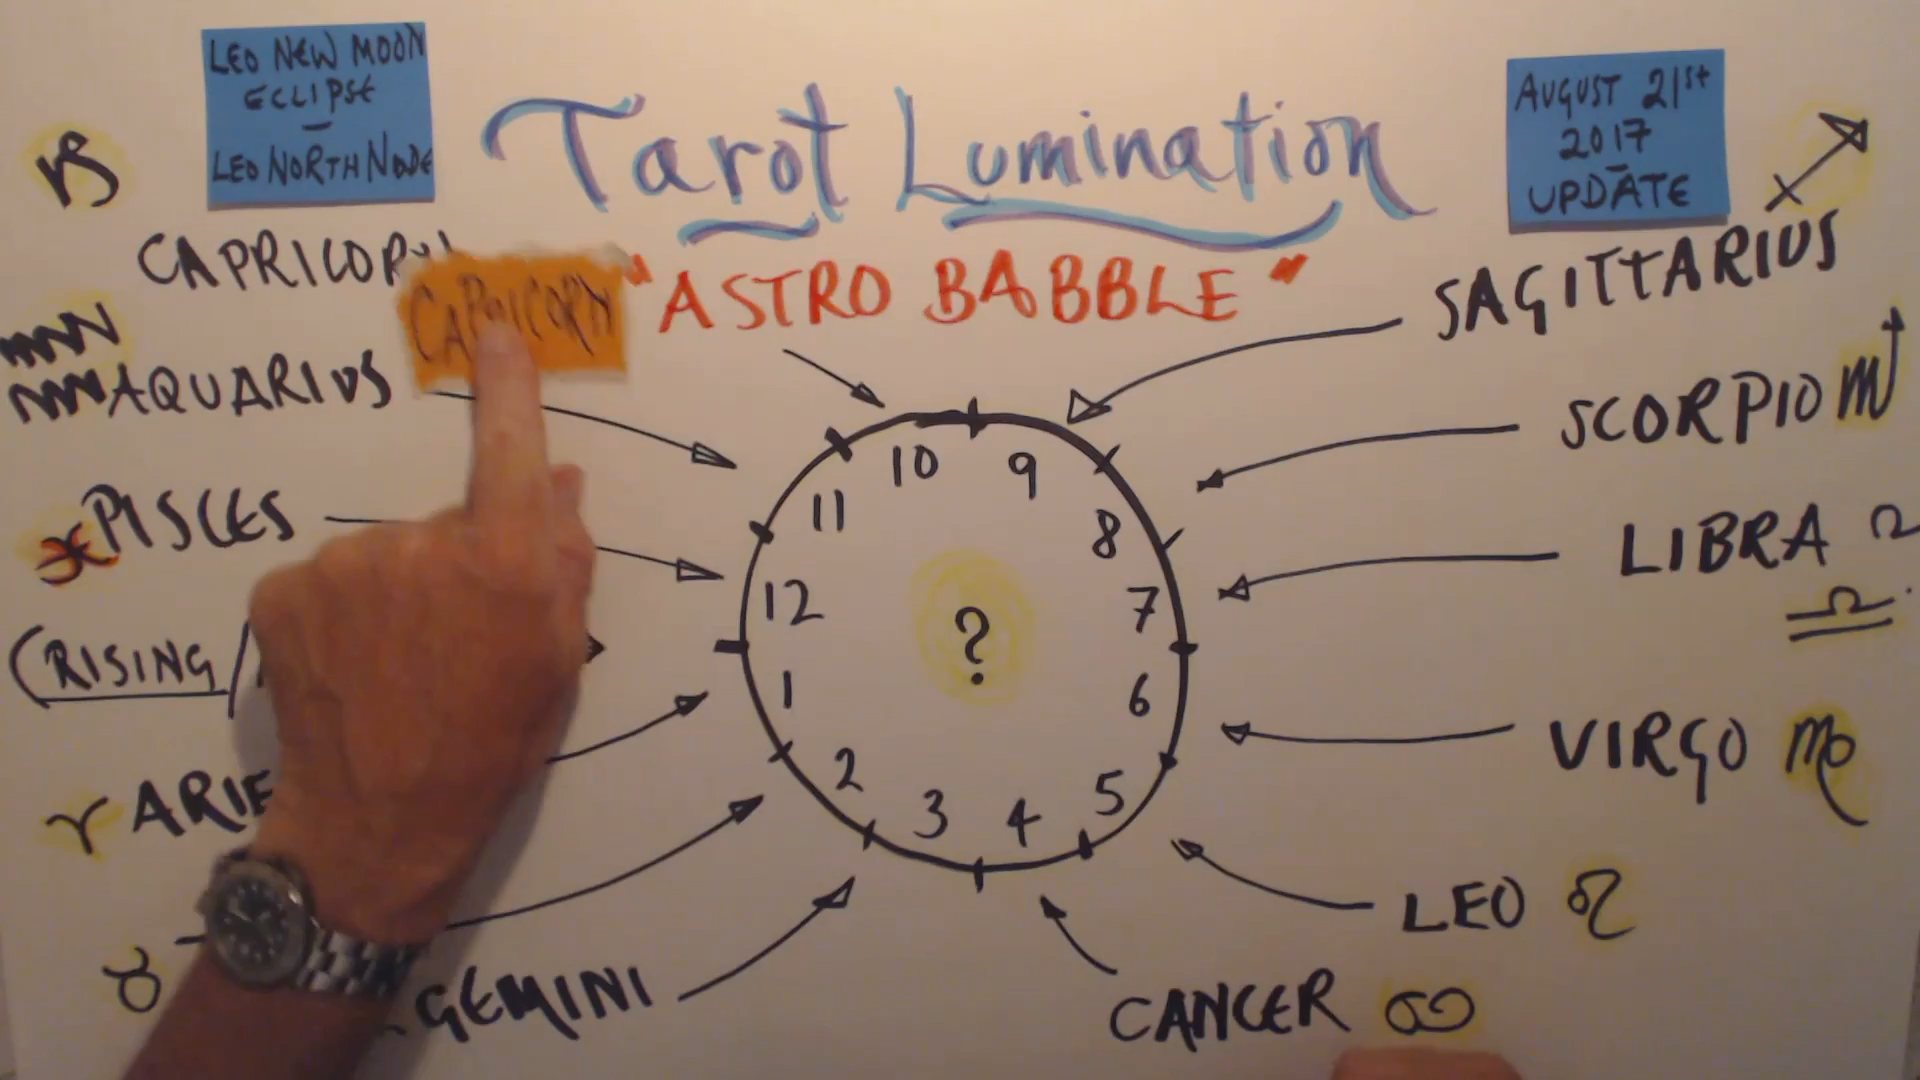 LEO NEW MOON
ECLIPSE
–
LEO NORTH NODE
Tarot Lumination
AUGUST 21ST
2017
–
UPDATE
CAPRICORN
CAPRICORN
"ASTRO BABBLE"
SAGITTARIUS
AQUARIUS
SCORPIO
PISCES
LIBRA
(RISING/
ARIE
VIRGO
LEO
GEMINI
CANCER
10 9
11 8
12 7
?
1 6
2 5
3 4